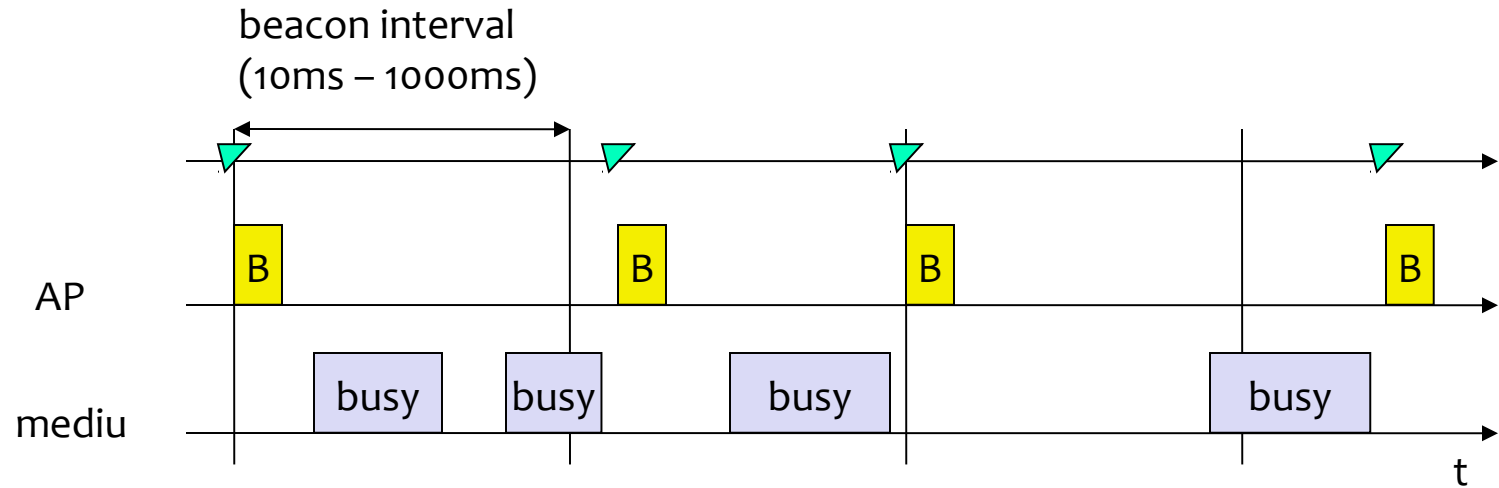 beacon interval
(10ms – 1000ms)
B
B
B
B
AP
busy
busy
busy
busy
mediu
t